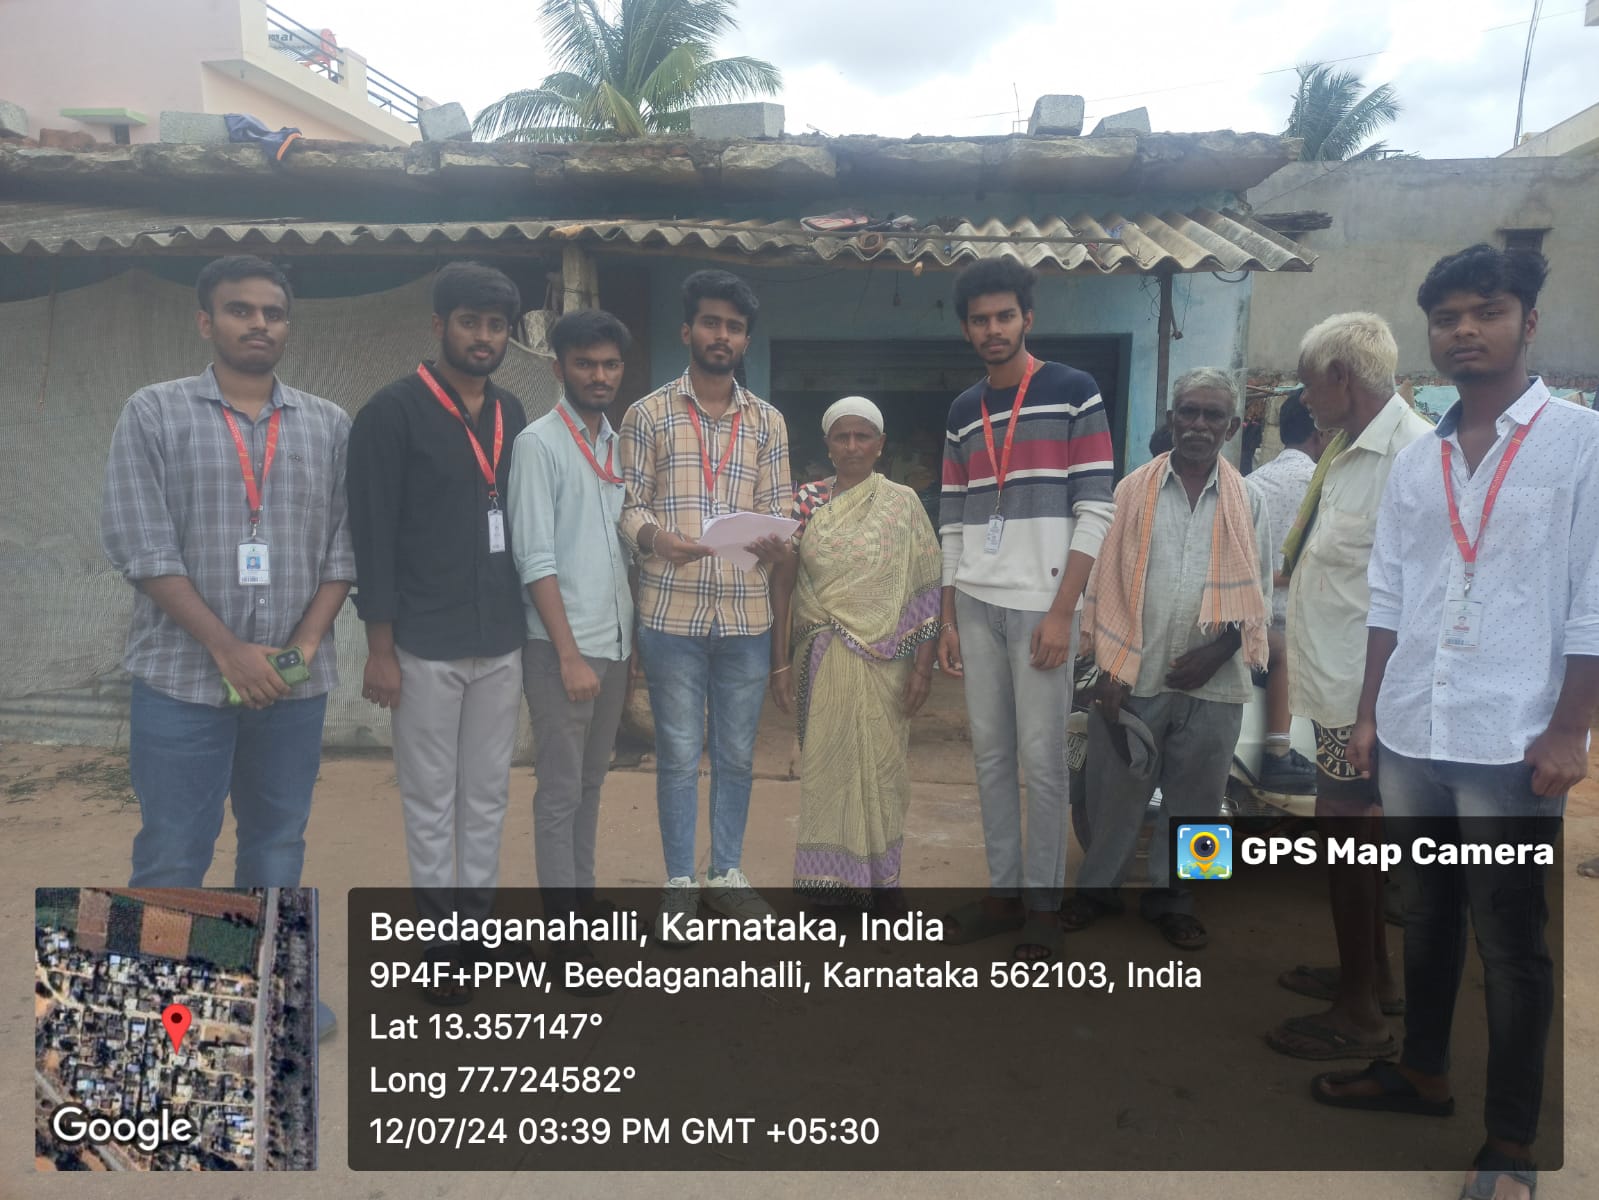 GPS Map Camera
Beedaganahalli, Karnataka, India
9P4F+PPW, Beedaganahalli, Karnataka 562103, India
Lat 13.357147°
Long 77.724582°
12/07/24 03:39 PM GMT +05:30
Google